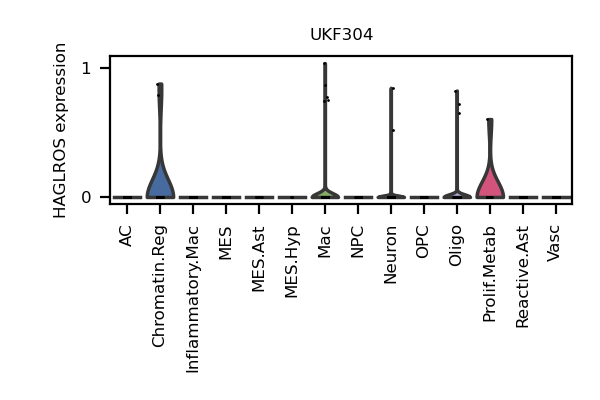 UKF304
HAGLROS expression
1
0
AC
Chromatin.Reg
Inflammatory.Mac
MES
MES.Ast
MES.Hyp
Mac
NPC
Neuron
OPC
Oligo
Prolif.Metab
Reactive.Ast
Vasc